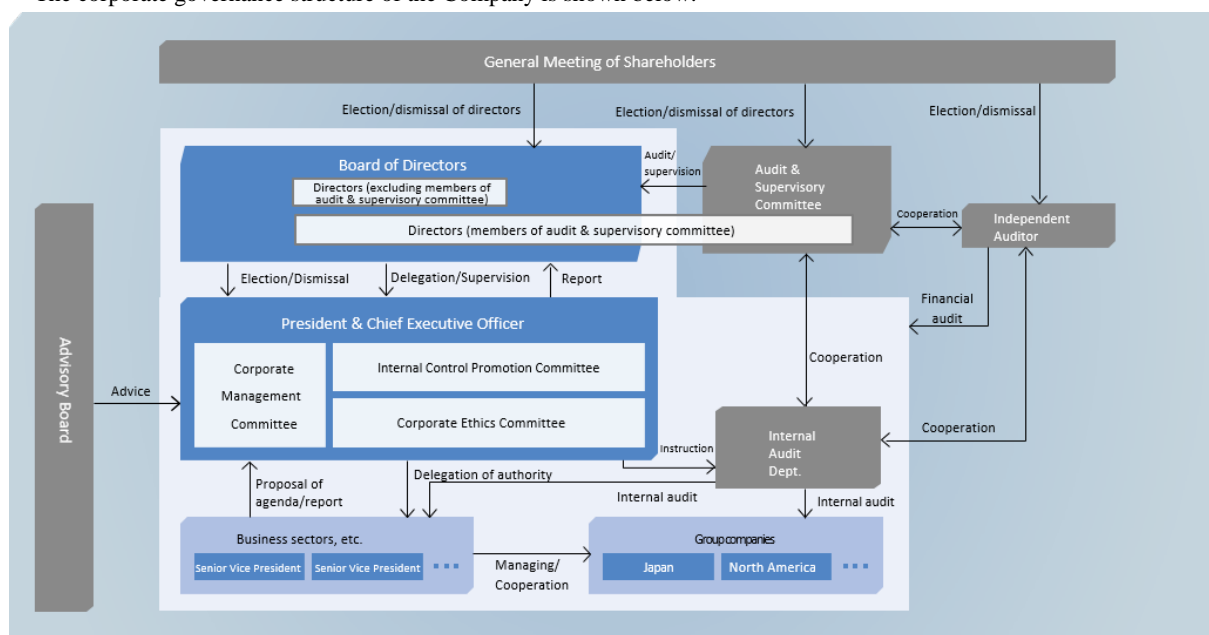 The corporate governance structure of the Company is shown below.
General Meeting of Shareholders
Election/dismissal of directors
Election/dismissal of directors
Election/dismissal
Board of Directors
Directors (excluding members of
audit & supervisory committee)
Directors (members of audit & supervisory committee)
Audit/
supervision
Audit &
Supervisory
Committee
Cooperation
Independent
Auditor
Election/Dismissal
Delegation/Supervision
Report
Financial
audit
President & Chief Executive Officer
Corporate
Management
Committee
Internal Control Promotion Committee
Corporate Ethics Committee
Advisory Board
Advice
Cooperation
Cooperation
Internal
Audit
Dept.
Instruction
Proposal of
agenda/report
Delegation of authority
Internal audit
Internal audit
Business sectors, etc.
Senior Vice President
Senior Vice President
Managing/
Cooperation
Group companies
Japan
North America